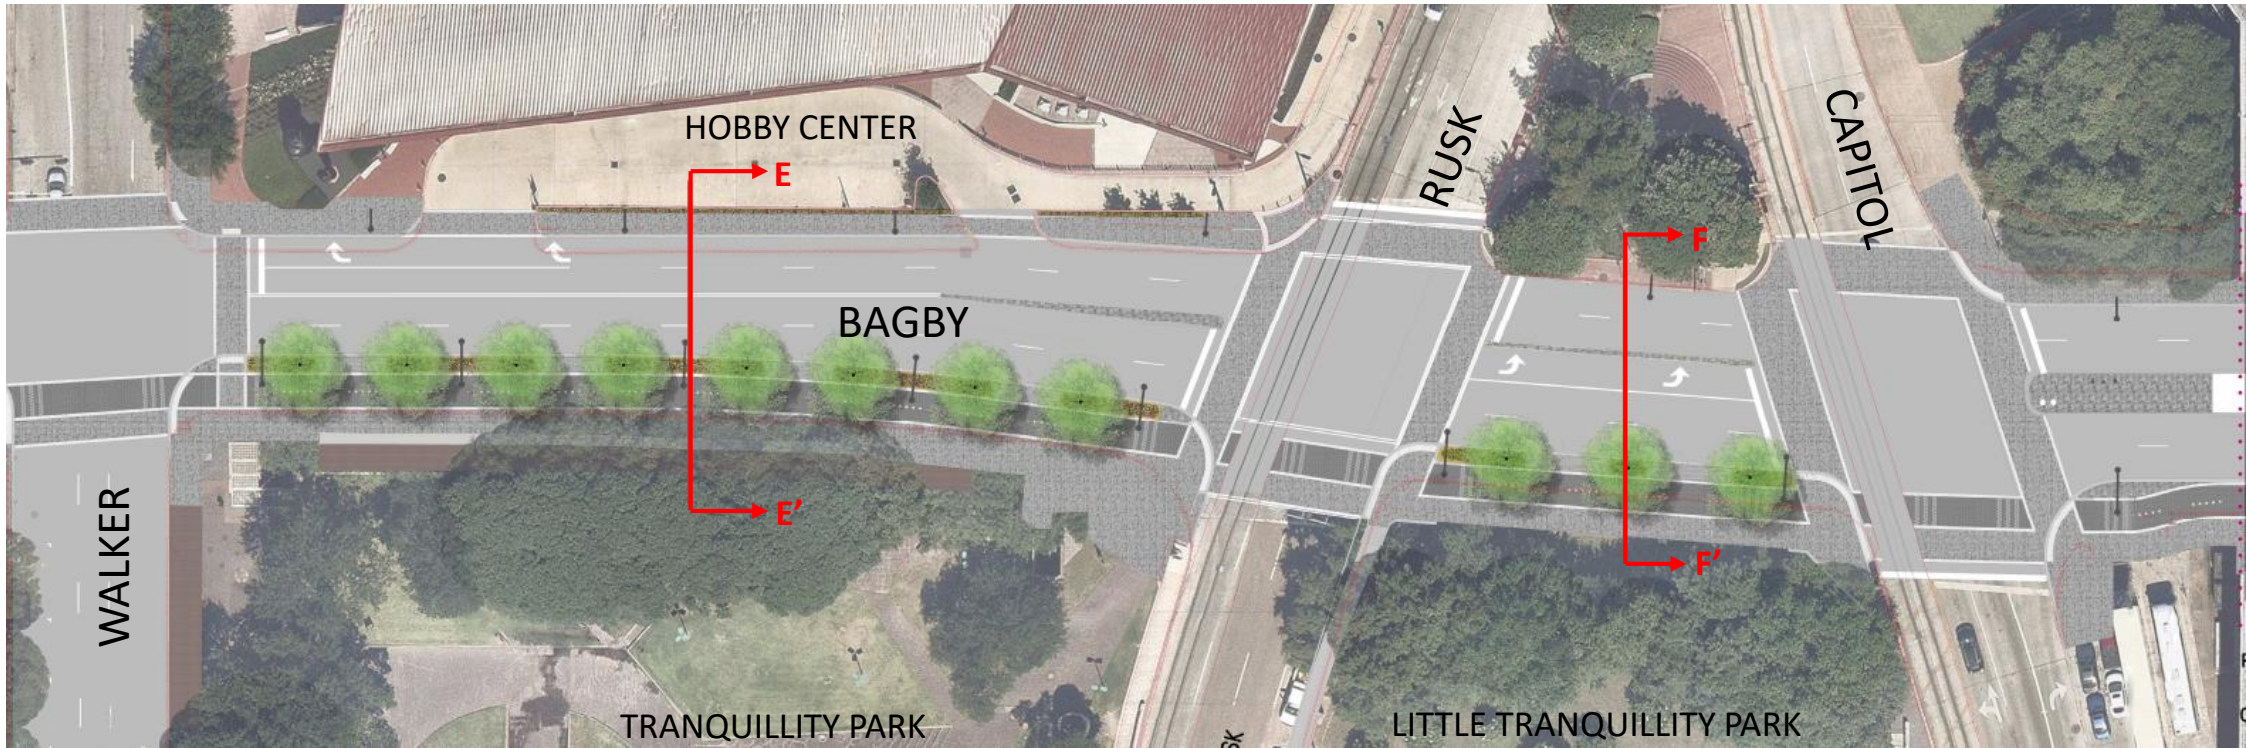 HOBBY CENTER
E
RUSK
CAPITOL
F
BAGBY
WALKER
E'
F'
TRANQUILLITY PARK
LITTLE TRANQUILLITY PARK